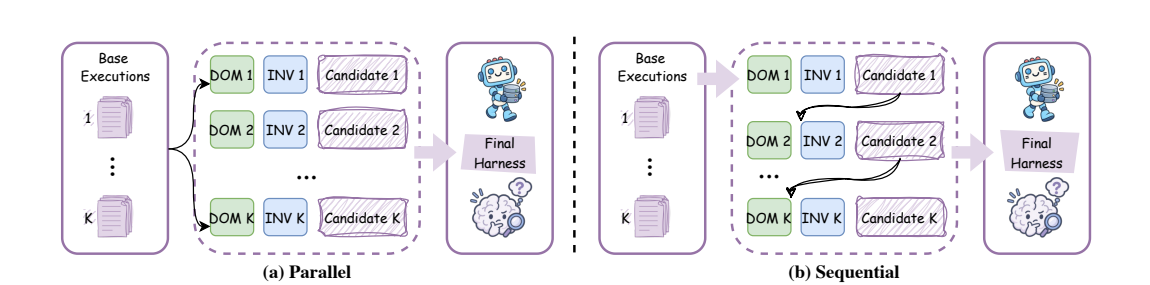 Base
Executions
1
⋮
K
DOM 1 INV 1 Candidate 1
DOM 2 INV 2 Candidate 2
...
DOM K INV K Candidate K
Final
Harness
?
(a) Parallel
Base
Executions
1
⋮
K
DOM 1 INV 1 Candidate 1
DOM 2 INV 2 Candidate 2
...
DOM K INV K Candidate K
Final
Harness
?
(b) Sequential